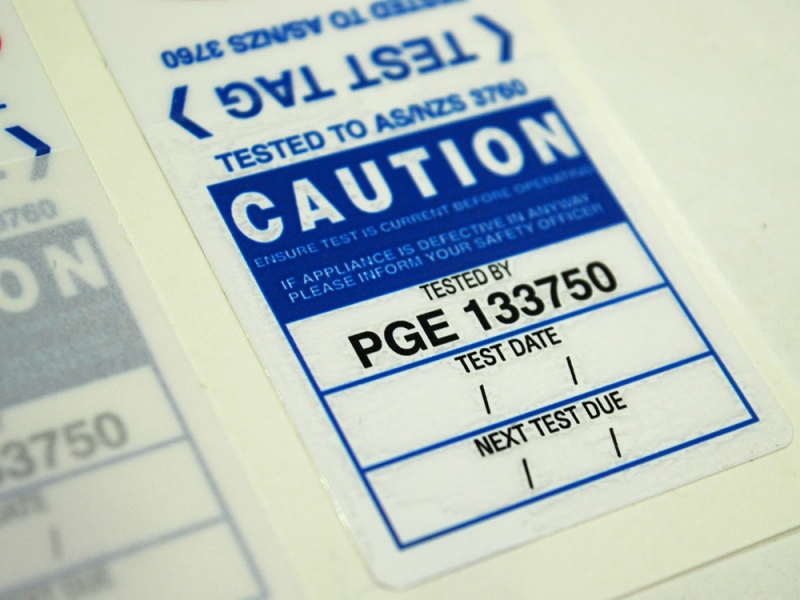 TESTED TO AS/NZS 3760
TEST TAG
TESTED TO AS/NZS 3760
CAUTION
ENSURE TEST IS CURRENT BEFORE OPERATING
IF APPLIANCE IS DEFECTIVE IN ANYWAY
PLEASE INFORM YOUR SAFETY OFFICER
TESTED BY
PGE 133750
TEST DATE
/ /
NEXT TEST DUE
/ /
3760
ON
33750
DATE
/
DUE